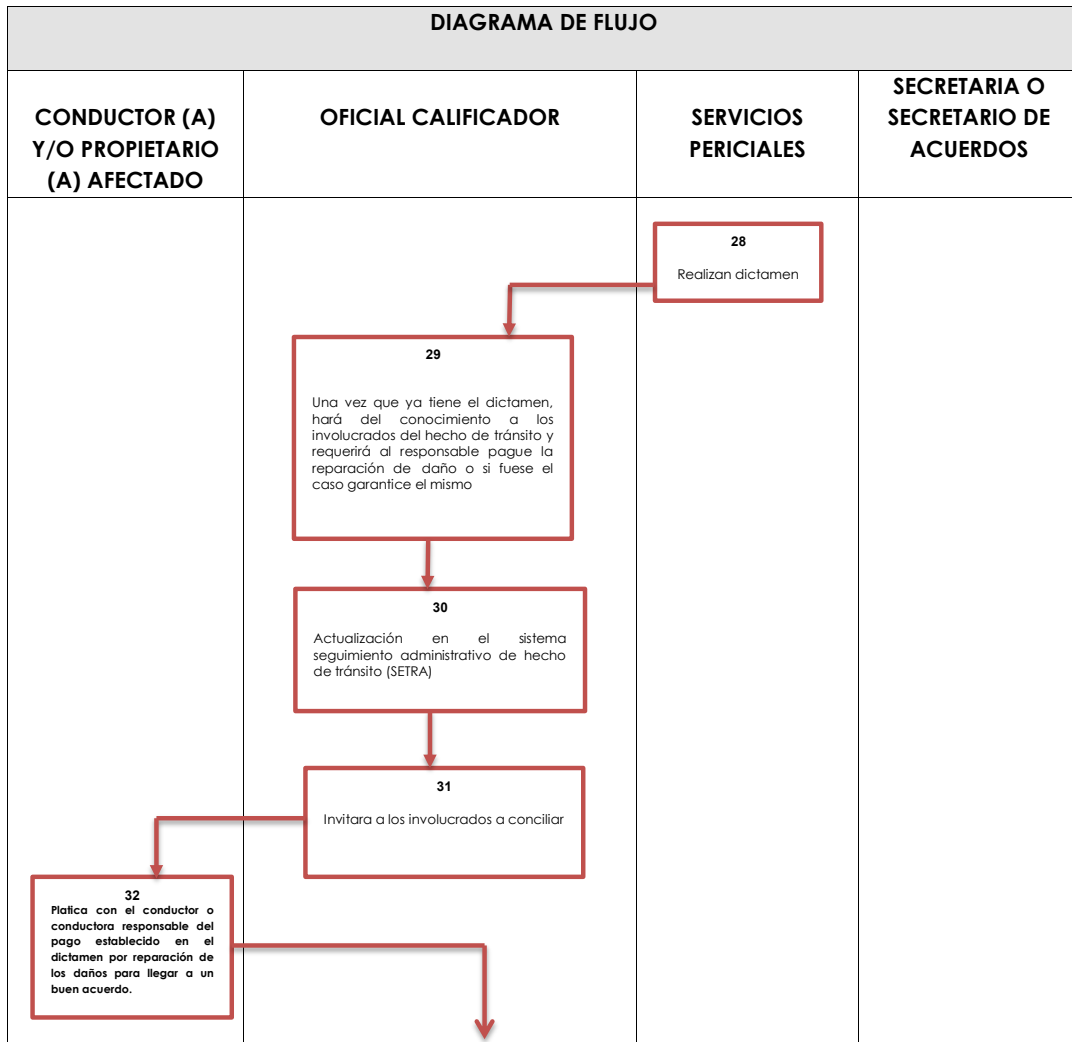 DIAGRAMA DE FLUJO
CONDUCTOR (A)
Y/O PROPIETARIO
(A) AFECTADO
OFICIAL CALIFICADOR
SERVICIOS
PERICIALES
SECRETARIA O
SECRETARIO DE
ACUERDOS
28
Realizan dictamen
29
Una vez que ya tiene el dictamen,
hará del conocimiento a los
involucrados del hecho de tránsito y
requerirá al responsable pague la
reparación de daño o si fuese el
caso garantice el mismo
30
Actualización en el sistema
seguimiento administrativo de hecho
de tránsito (SETRA)
31
Invitara a los involucrados a conciliar
32
Platica con el conductor o
conductora responsable del
pago establecido en el
dictamen por reparación de
los daños para llegar a un
buen acuerdo.